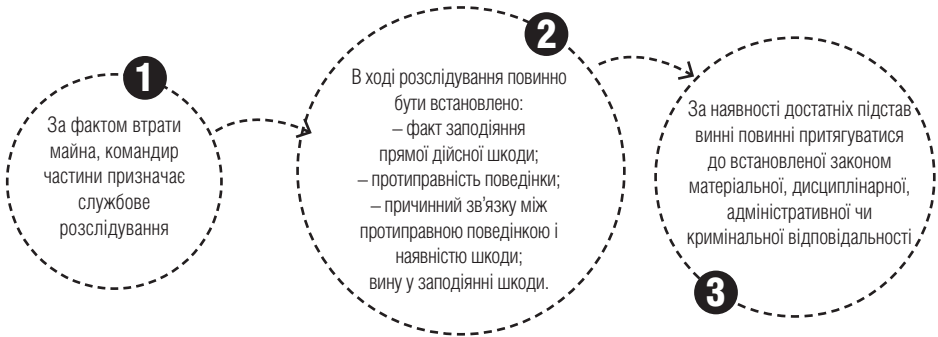 1
За фактом втрати
майна, командир
частини призначає
службове
розслідування
2
В ході розслідування повинно
бути встановлено:
– факт заподіяння
прямої дійсної шкоди;
– протиправність поведінки;
– причинний зв'язку між
протиправною поведінкою і
наявністю шкоди;
вину у заподіянні шкоди.
За наявності достатніх підстав
винні повинні притягуватися
до встановленої законом
матеріальної, дисциплінарної,
адміністративної чи
кримінальної відповідальності
3